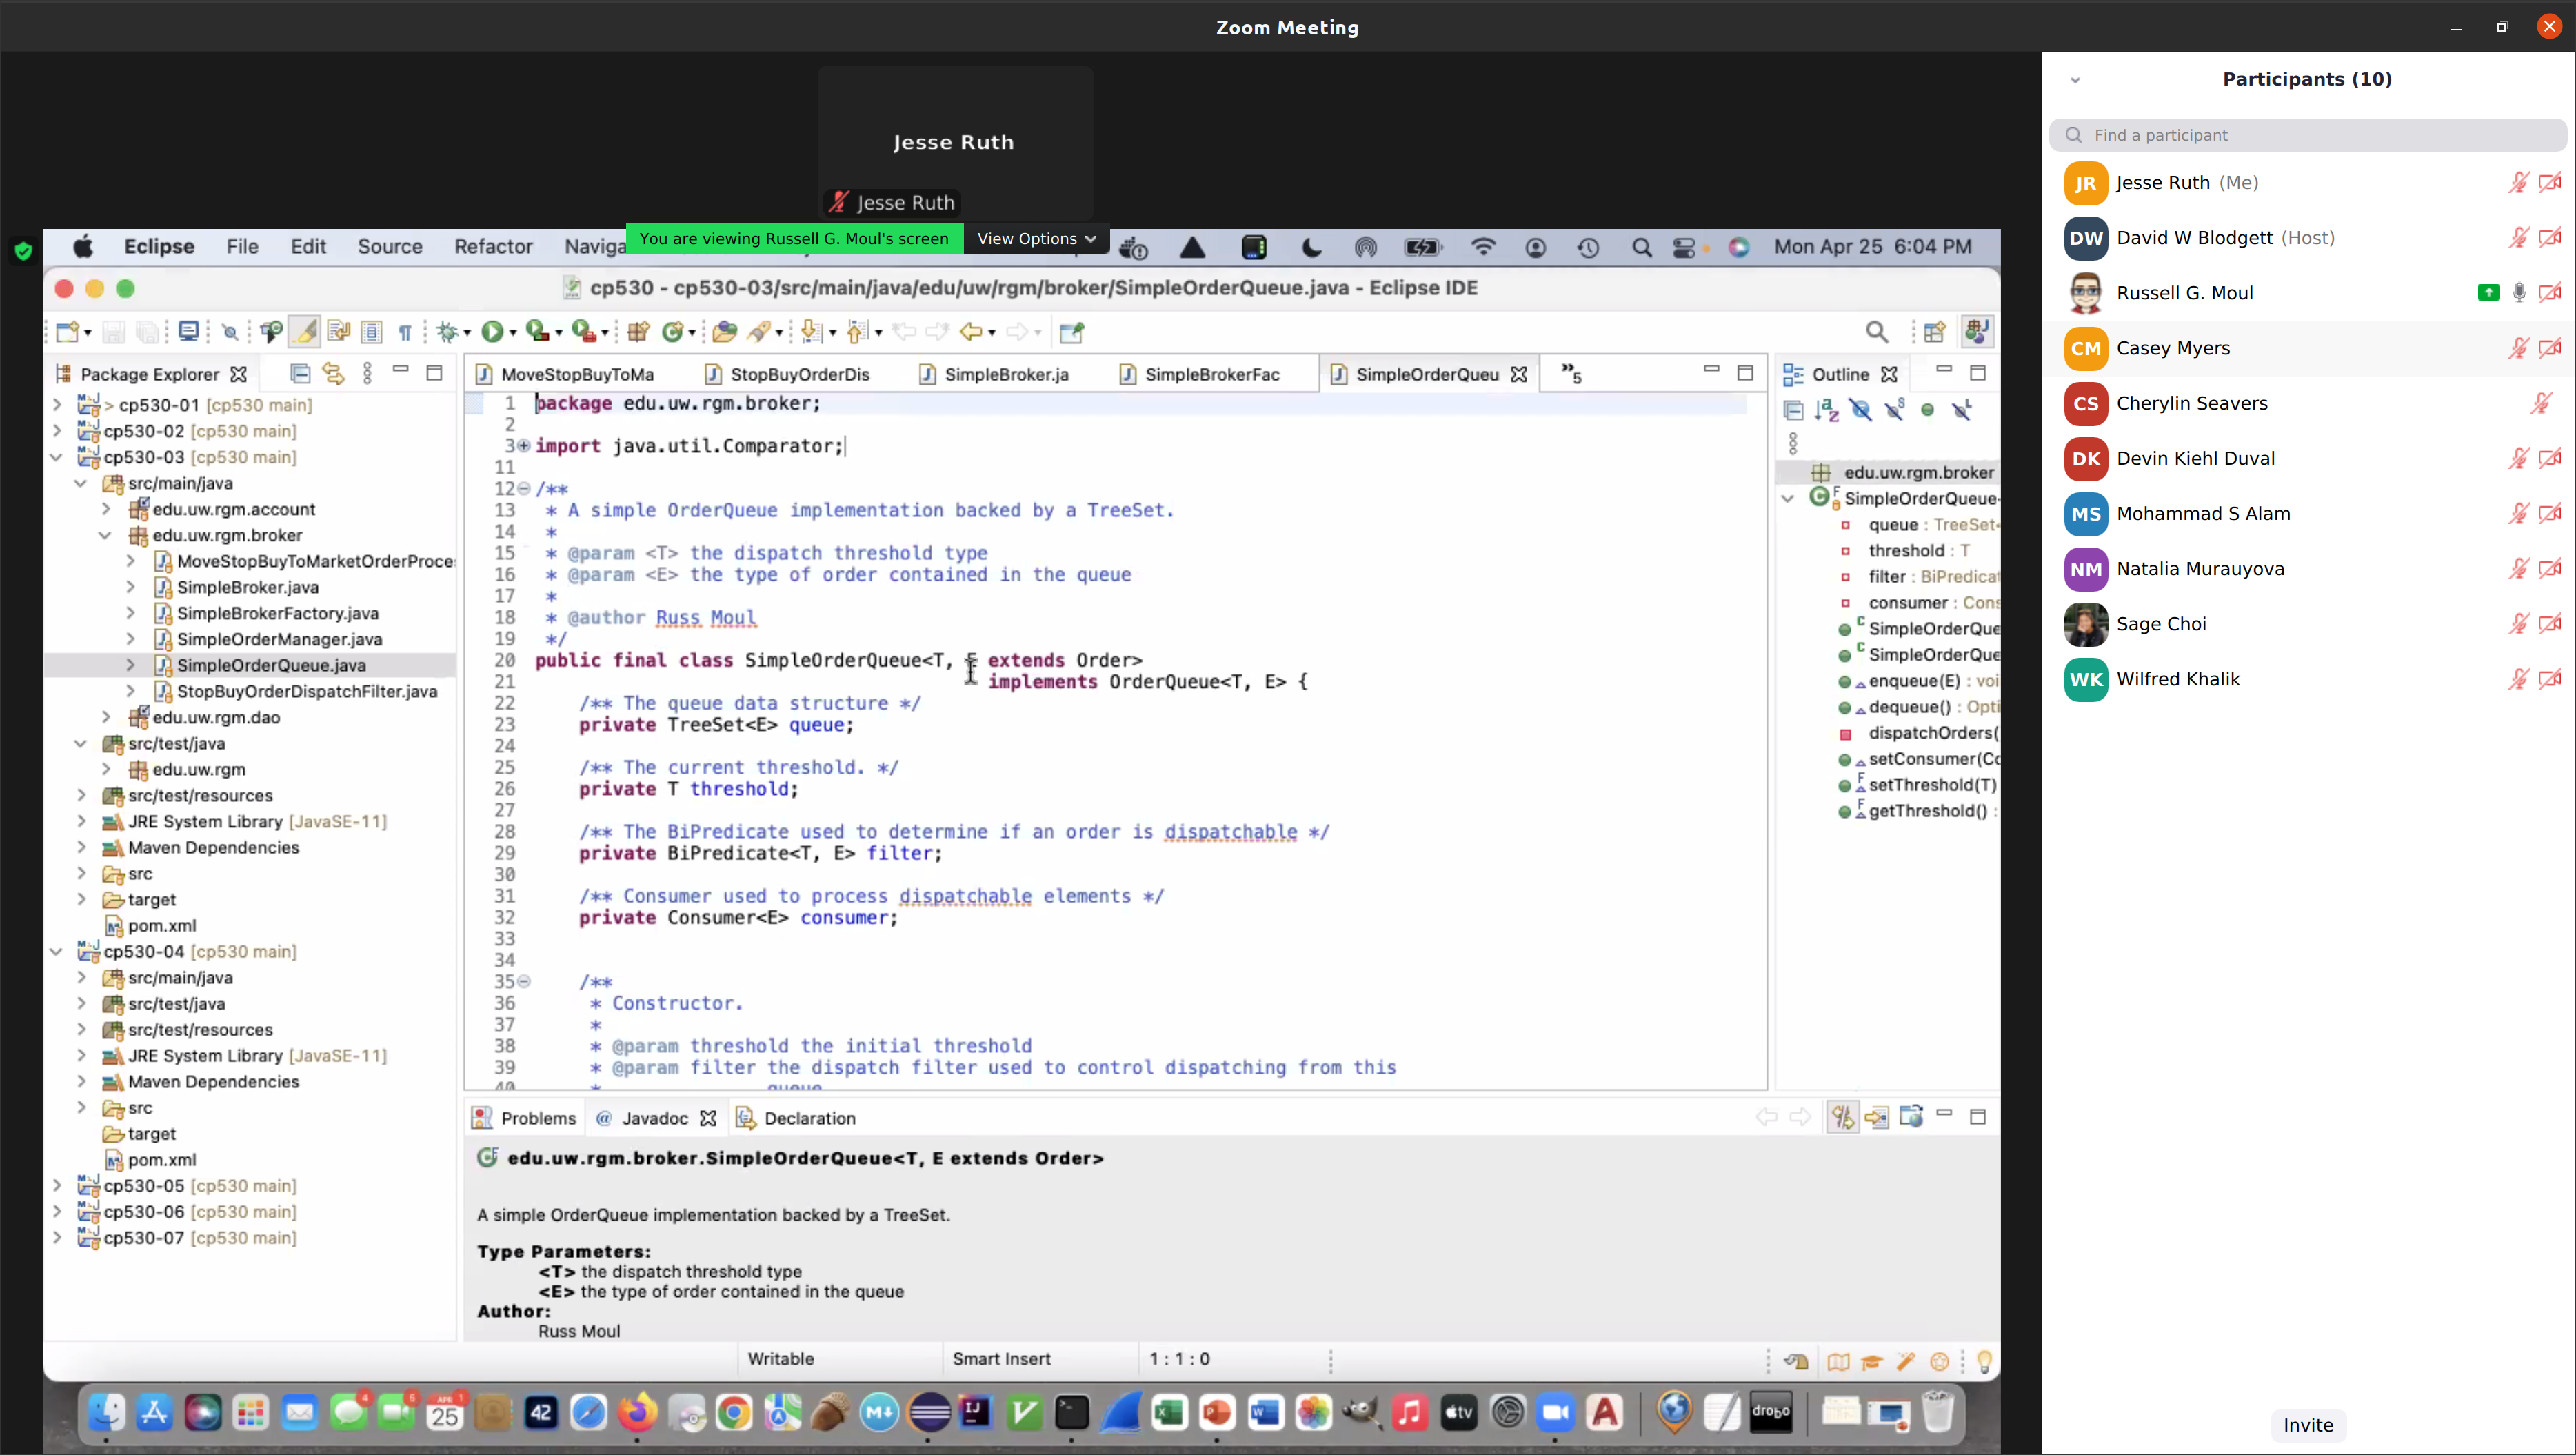 Zoom Meeting
Jesse Ruth
Jesse Ruth
You are viewing Russell G. Moul's screen
View Options
Eclipse File Edit Source Refactor Naviga
Mon Apr 25 6:04 PM
cp530 - cp530-03/src/main/java/edu/uw/rgm/broker/SimpleOrderQueue.java - Eclipse IDE
Package Explorer
> cp530-01 [cp530 main]
cp530-02 [cp530 main]
cp530-03 [cp530 main]
src/main/java
edu.uw.rgm.account
edu.uw.rgm.broker
MoveStopBuyToMarketOrderProce
SimpleBroker.java
SimpleBrokerFactory.java
SimpleOrderManager.java
SimpleOrderQueue.java
StopBuyOrderDispatchFilter.java
edu.uw.rgm.dao
src/test/java
edu.uw.rgm
src/test/resources
JRE System Library [JavaSE-11]
Maven Dependencies
src
target
pom.xml
cp530-04 [cp530 main]
src/main/java
src/test/java
src/test/resources
JRE System Library [JavaSE-11]
Maven Dependencies
src
target
pom.xml
cp530-05 [cp530 main]
cp530-06 [cp530 main]
cp530-07 [cp530 main]
MoveStopBuyToMa StopBuyOrderDis SimpleBroker.ja SimpleBrokerFac SimpleOrderQueu »5
1 package edu.uw.rgm.broker;
2
3 import java.util.Comparator;
11
12 /**
13 * A simple OrderQueue implementation backed by a TreeSet.
14 *
15 * @param <T> the dispatch threshold type
16 * @param <E> the type of order contained in the queue
17 *
18 * @author Russ Moul
19 */
20 public final class SimpleOrderQueue<T, E extends Order>
21 implements OrderQueue<T, E> {
22 /** The queue data structure */
23 private TreeSet<E> queue;
24
25 /** The current threshold. */
26 private T threshold;
27
28 /** The BiPredicate used to determine if an order is dispatchable */
29 private BiPredicate<T, E> filter;
30
31 /** Consumer used to process dispatchable elements */
32 private Consumer<E> consumer;
33
34
35 /**
36 * Constructor.
37 *
38 * @param threshold the initial threshold
39 * @param filter the dispatch filter used to control dispatching from this
40 * queue
Outline
edu.uw.rgm.broker
SimpleOrderQueue
queue : TreeSet
threshold : T
filter : BiPredicat
consumer : Cons
SimpleOrderQue
SimpleOrderQue
enqueue(E) : voi
dequeue() : Opti
dispatchOrders(
setConsumer(Co
setThreshold(T)
getThreshold() :
Problems Javadoc Declaration
edu.uw.rgm.broker.SimpleOrderQueue<T, E extends Order>
A simple OrderQueue implementation backed by a TreeSet.
Type Parameters:
<T> the dispatch threshold type
<E> the type of order contained in the queue
Author:
Russ Moul
Writable Smart Insert 1 : 1 : 0
4 5 APR 1 25 42 M+ IJ tv drobo
Participants (10)
Find a participant
JR Jesse Ruth (Me)
DW David W Blodgett (Host)
Russell G. Moul
CM Casey Myers
CS Cherylin Seavers
DK Devin Kiehl Duval
MS Mohammad S Alam
NM Natalia Murauyova
Sage Choi
WK Wilfred Khalik
Invite